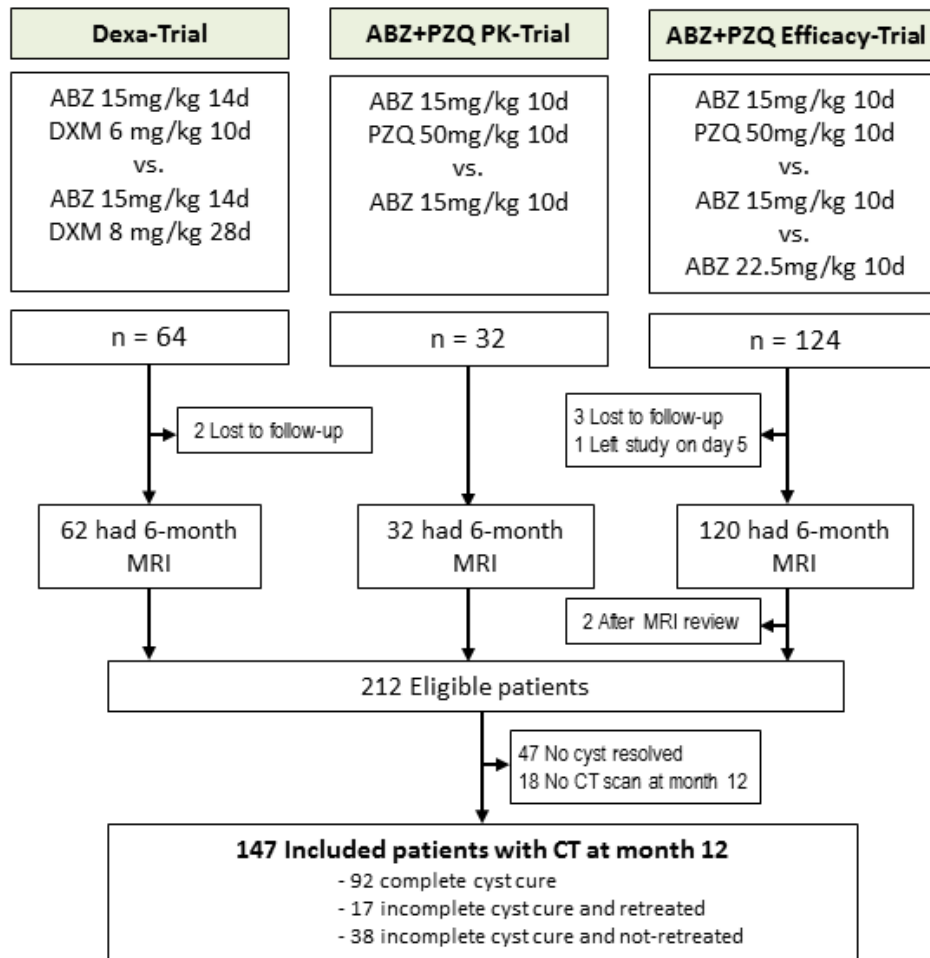 Dexa-Trial
ABZ 15mg/kg 14d
DXM 6 mg/kg 10d
vs.
ABZ 15mg/kg 14d
DXM 8 mg/kg 28d
n = 64
2 Lost to follow-up
62 had 6-month
MRI
ABZ+PZQ PK-Trial
ABZ 15mg/kg 10d
PZQ 50mg/kg 10d
vs.
ABZ 15mg/kg 10d
n = 32
32 had 6-month
MRI
ABZ+PZQ Efficacy-Trial
ABZ 15mg/kg 10d
PZQ 50mg/kg 10d
vs.
ABZ 15mg/kg 10d
vs.
ABZ 22.5mg/kg 10d
n = 124
3 Lost to follow-up
1 Left study on day 5
120 had 6-month
MRI
2 After MRI review
212 Eligible patients
47 No cyst resolved
18 No CT scan at month 12
147 Included patients with CT at month 12
- 92 complete cyst cure
- 17 incomplete cyst cure and retreated
- 38 incomplete cyst cure and not-retreated